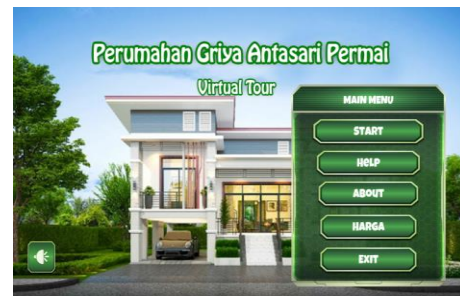 Perumahan Griya Antasari Permai
Virtual Tour
MAIN MENU
START
HELP
ABOUT
HARGA
EXIT